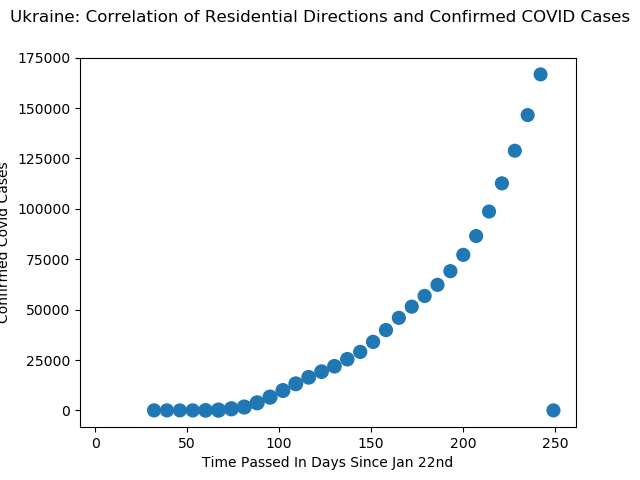 Ukraine: Correlation of Residential Directions and Confirmed COVID Cases
175000
150000
125000
100000
75000
50000
25000
0
Confirmed Covid Cases
0 50 100 150 200 250
Time Passed In Days Since Jan 22nd